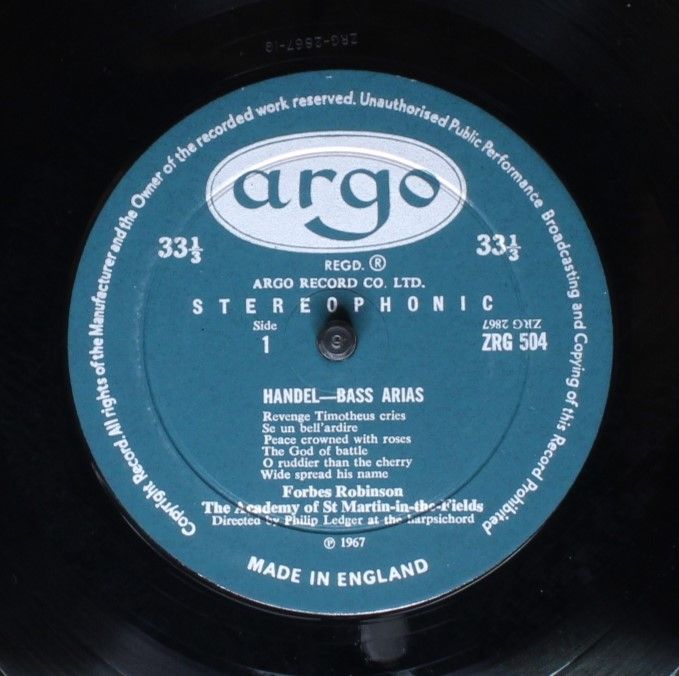 ZRG-2867-1G
Copyright Record. All rights of the Manufacturer and the Owner of the recorded work reserved. Unauthorised Public Performance Broadcasting and Copying of this Record Prohibited
argo
33⅓ 33⅓
REGD. ®
ARGO RECORD CO. LTD.
STEREOPHONIC
Side
1
ZRG 2867
ZRG 504
HANDEL—BASS ARIAS
Revenge Timotheus cries
Se un bell'ardire
Peace crowned with roses
The God of battle
O ruddier than the cherry
Wide spread his name
Forbes Robinson
The Academy of St Martin-in-the-Fields
Directed by Philip Ledger at the harpsichord
℗ 1967
MADE IN ENGLAND